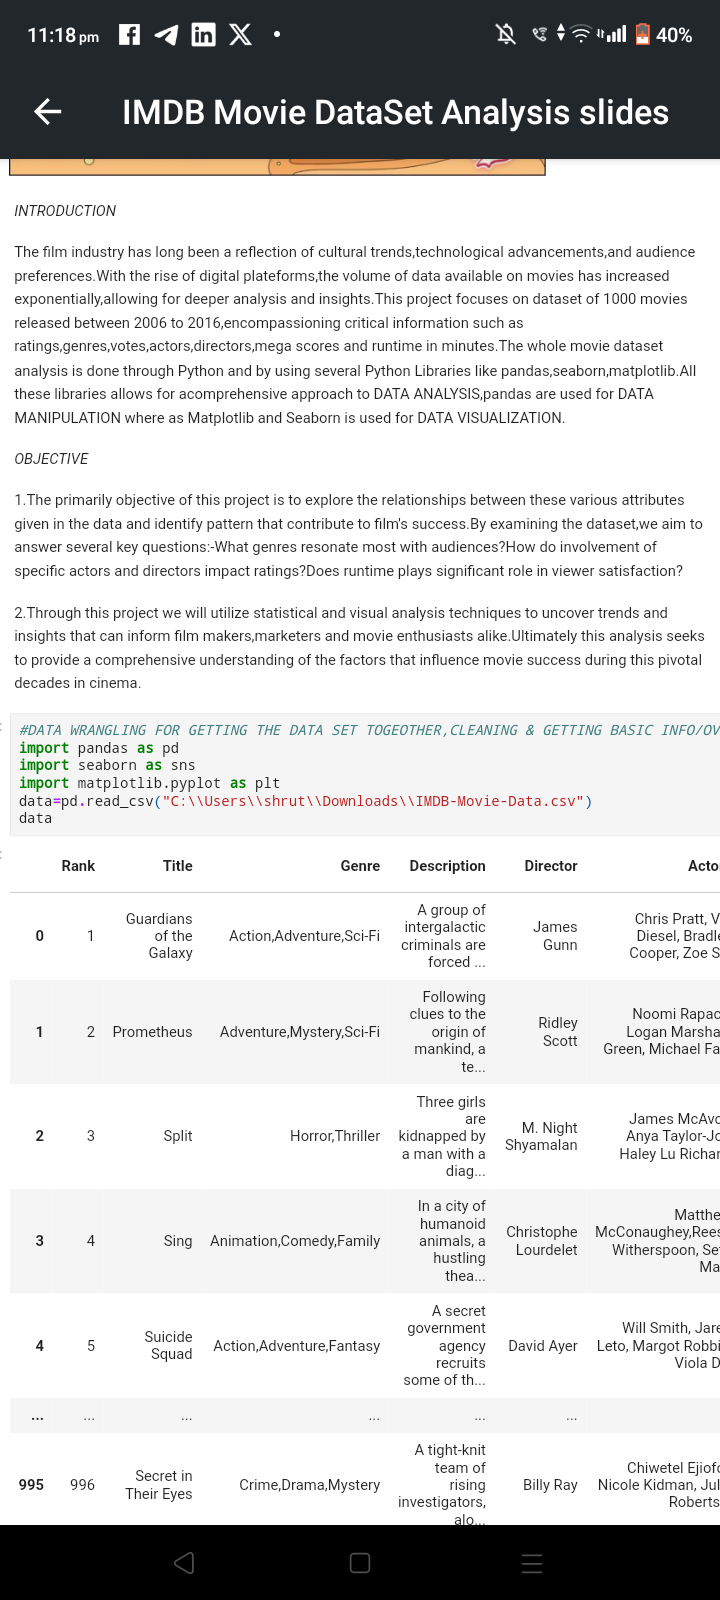 11:18 pm
40%
IMDB Movie DataSet Analysis slides
INTRODUCTION
The film industry has long been a reflection of cultural trends,technological advancements,and audience
preferences.With the rise of digital plateforms,the volume of data available on movies has increased
exponentially,allowing for deeper analysis and insights.This project focuses on dataset of 1000 movies
released between 2006 to 2016,encompassioning critical information such as
ratings,genres,votes,actors,directors,mega scores and runtime in minutes.The whole movie dataset
analysis is done through Python and by using several Python Libraries like pandas,seaborn,matplotlib.All
these libraries allows for acomprehensive approach to DATA ANALYSIS,pandas are used for DATA
MANIPULATION where as Matplotlib and Seaborn is used for DATA VISUALIZATION.
OBJECTIVE
1.The primarily objective of this project is to explore the relationships between these various attributes
given in the data and identify pattern that contribute to film's success.By examining the dataset,we aim to
answer several key questions:-What genres resonate most with audiences?How do involvement of
specific actors and directors impact ratings?Does runtime plays significant role in viewer satisfaction?
2.Through this project we will utilize statistical and visual analysis techniques to uncover trends and
insights that can inform film makers,marketers and movie enthusiasts alike.Ultimately this analysis seeks
to provide a comprehensive understanding of the factors that influence movie success during this pivotal
decades in cinema.
#DATA WRANGLING FOR GETTING THE DATA SET TOGEOTHER,CLEANING & GETTING BASIC INFO/OV
import pandas as pd
import seaborn as sns
import matplotlib.pyplot as plt
data=pd.read_csv("C:\\Users\\shrut\\Downloads\\IMDB-Movie-Data.csv")
data
Rank Title Genre Description Director Acto
0 1 Guardians of the Galaxy Action,Adventure,Sci-Fi A group of intergalactic criminals are forced ... James Gunn Chris Pratt, V Diesel, Bradle Cooper, Zoe S
1 2 Prometheus Adventure,Mystery,Sci-Fi Following clues to the origin of mankind, a te... Ridley Scott Noomi Rapac Logan Marsha Green, Michael Fa
2 3 Split Horror,Thriller Three girls are kidnapped by a man with a diag... M. Night Shyamalan James McAvo Anya Taylor-Jo Haley Lu Richar
3 4 Sing Animation,Comedy,Family In a city of humanoid animals, a hustling thea... Christophe Lourdelet Matthe McConaughey,Rees Witherspoon, Se Ma
4 5 Suicide Squad Action,Adventure,Fantasy A secret government agency recruits some of th... David Ayer Will Smith, Jare Leto, Margot Robbi Viola D
... ... ... ... ... ...
995 996 Secret in Their Eyes Crime,Drama,Mystery A tight-knit team of rising investigators, alo... Billy Ray Chiwetel Ejiofo Nicole Kidman, Jul Roberts